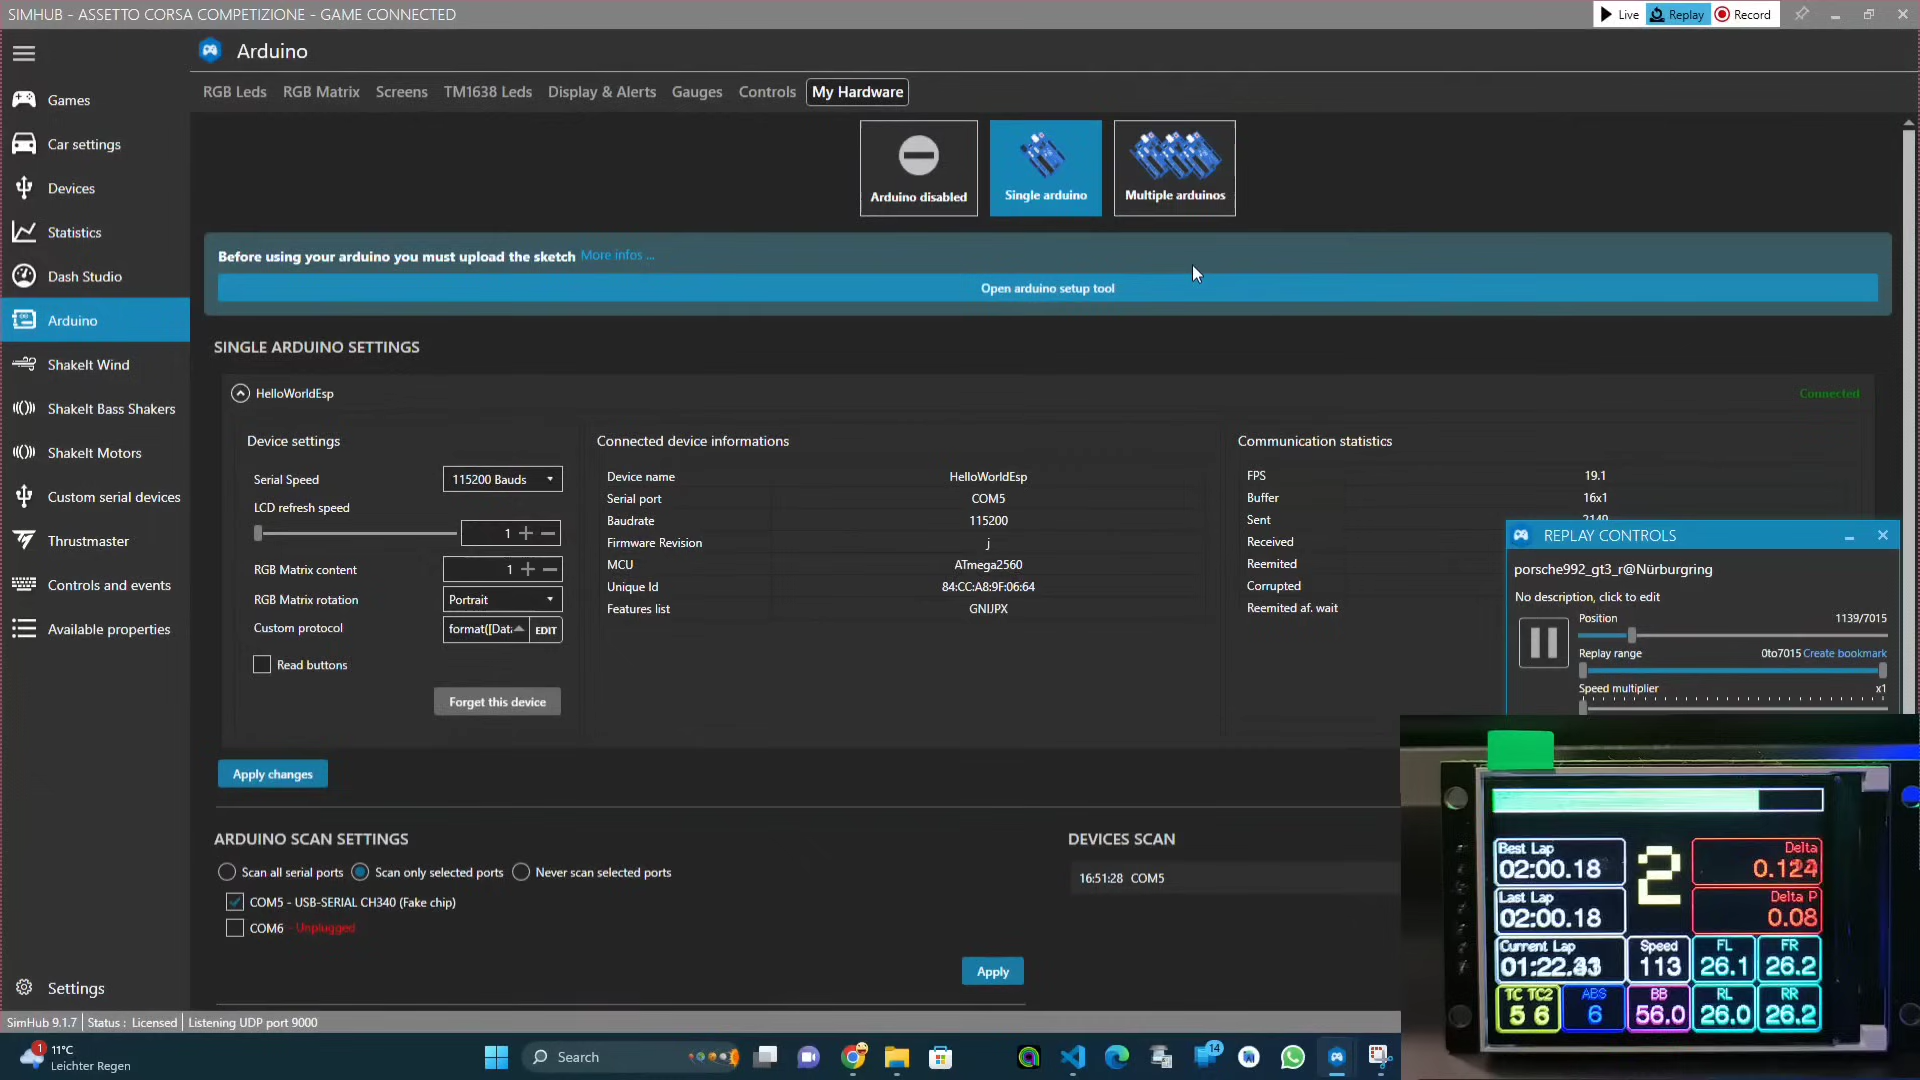 SIMHUB - ASSETTO CORSA COMPETIZIONE - GAME CONNECTED
Live
Replay
Record
Arduino
RGB Leds
RGB Matrix
Screens
TM1638 Leds
Display & Alerts
Gauges
Controls
My Hardware
Games
Car settings
Devices
Statistics
Dash Studio
Arduino
ShakeIt Wind
ShakeIt Bass Shakers
ShakeIt Motors
Custom serial devices
Thrustmaster
Controls and events
Available properties
Settings
Arduino disabled
Single arduino
Multiple arduinos
Before using your arduino you must upload the sketch More infos ...
Open arduino setup tool
SINGLE ARDUINO SETTINGS
HelloWorldEsp
Connected
Device settings
Serial Speed
115200 Bauds
LCD refresh speed
1
RGB Matrix content
1
RGB Matrix rotation
Portrait
Custom protocol
format([Dat
EDIT
Read buttons
Forget this device
Connected device informations
Device name HelloWorldEsp
Serial port COM5
Baudrate 115200
Firmware Revision j
MCU ATmega2560
Unique Id 84:CC:A8:9F:06:64
Features list GNIJPX
Communication statistics
FPS 19.1
Buffer 16x1
Sent 2149
Received
Reemited
Corrupted
Reemited af. wait
REPLAY CONTROLS
porsche992_gt3_r@Nürburgring
No description, click to edit
Position 1139/7015
Replay range 0to7015 Create bookmark
Speed multiplier x1
Apply changes
ARDUINO SCAN SETTINGS
Scan all serial ports
Scan only selected ports
Never scan selected ports
COM5 - USB-SERIAL CH340 (Fake chip)
COM6 - Unplugged
Apply
DEVICES SCAN
16:51:28 COM5
Best Lap
02:00.18
2
Delta
0.124
Last Lap
02:00.18
Delta P
0.08
Current Lap
01:22.
Speed
113
FL
26.1
FR
26.2
TC TC2
5 6
ABS
6
BB
56.0
RL
26.0
RR
26.2
SimHub 9.1.7
Status : Licensed
Listening UDP port 9000
1
11°C
Leichter Regen
Search
14